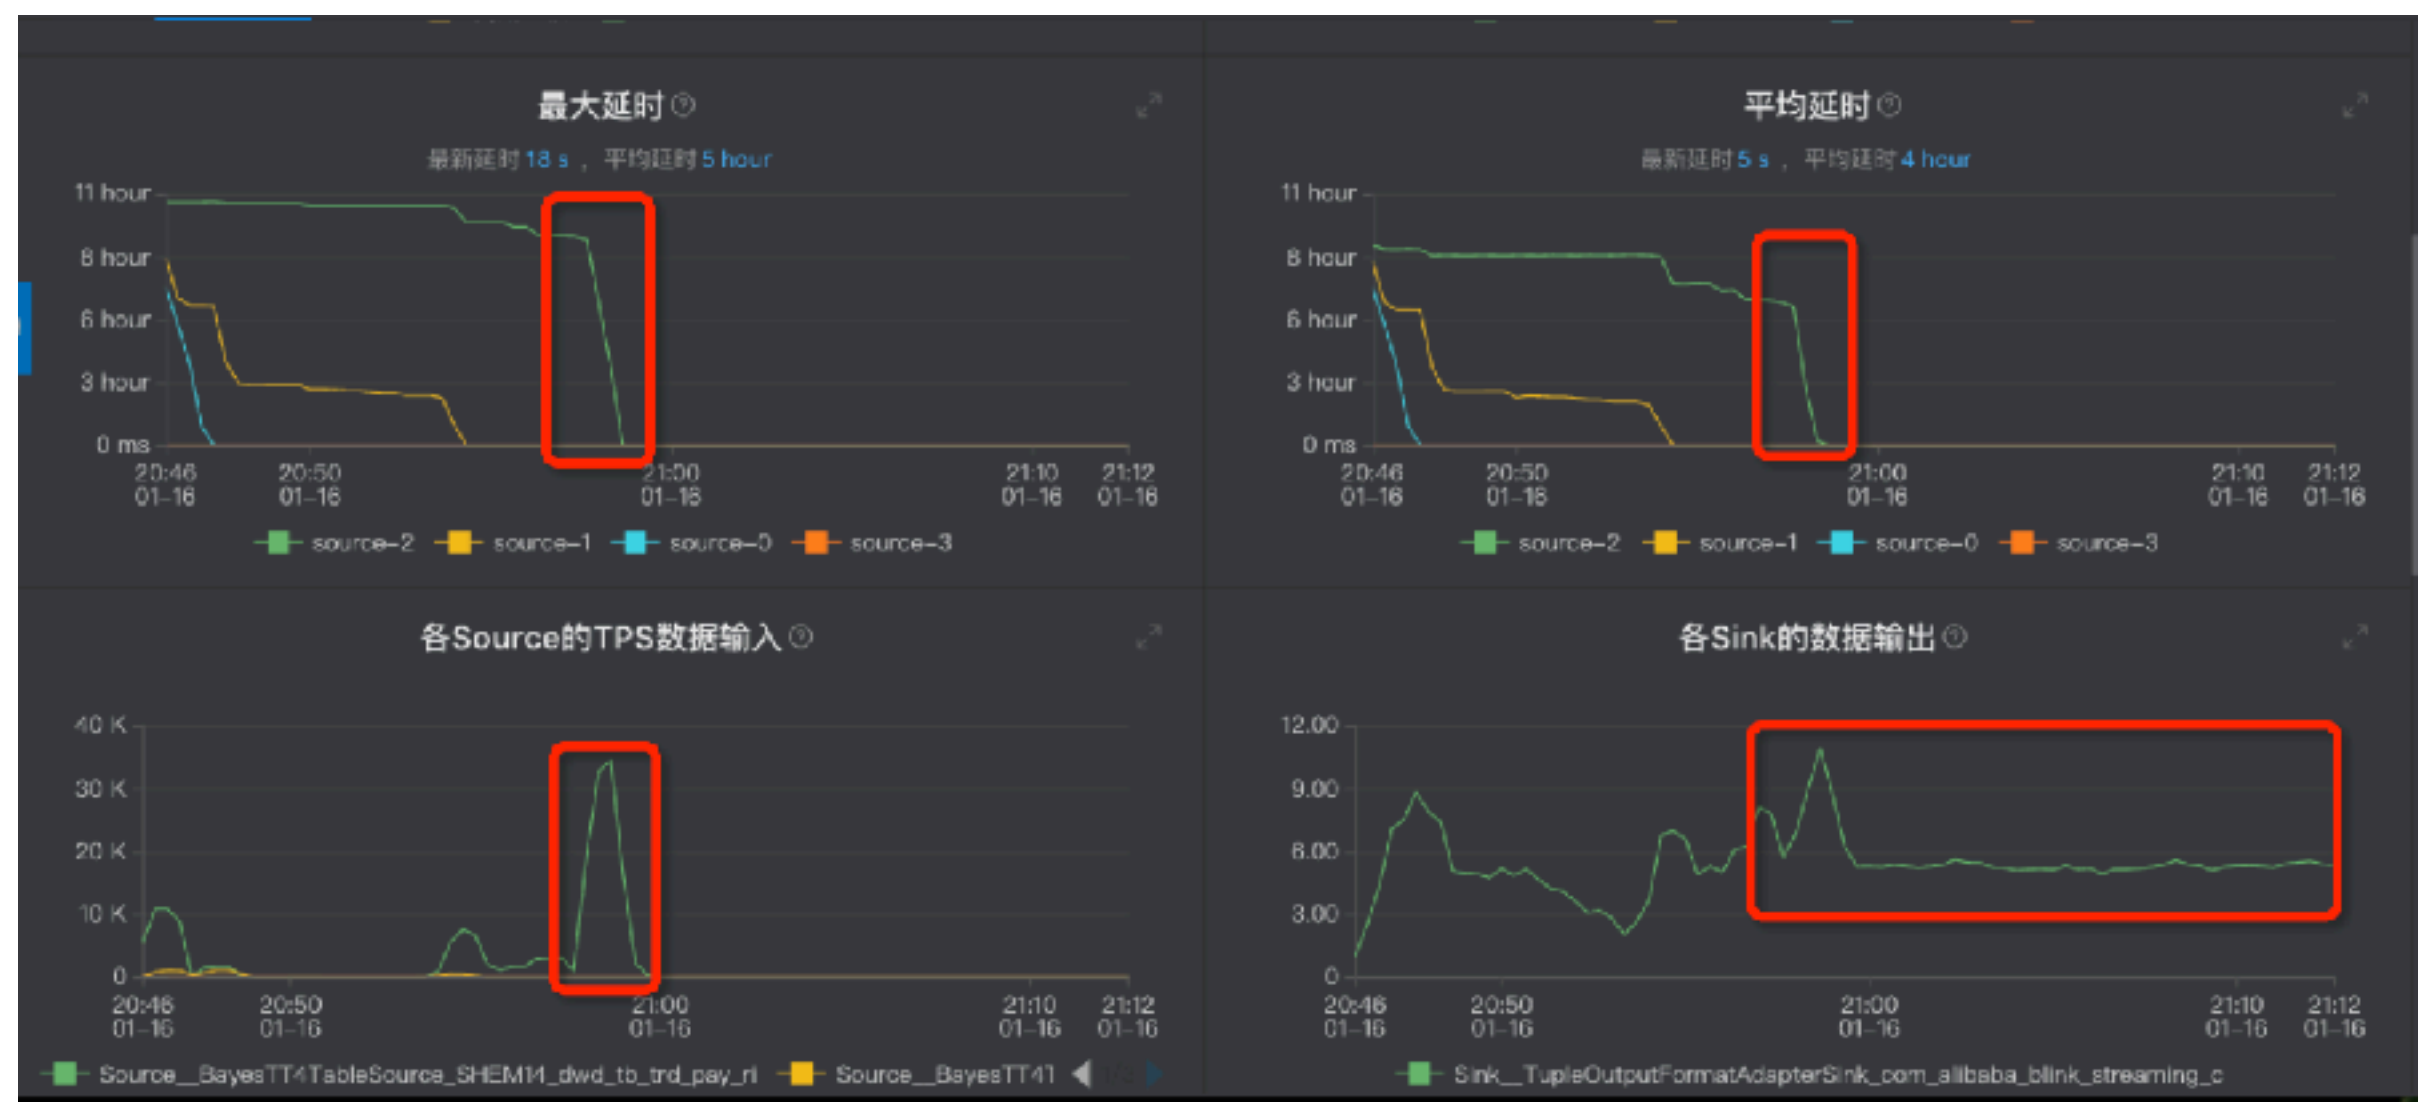 最大延时
最新延时 18 s ， 平均延时 5 hour
11 hour
8 hour
6 hour
3 hour
0 ms
20:46 20:50 21:00 21:10 21:12
01-16 01-16 01-16 01-16 01-16
source-2 source-1 source-0 source-3
平均延时
最新延时 5 s ， 平均延时 4 hour
11 hour
8 hour
6 hour
3 hour
0 ms
20:46 20:50 21:00 21:10 21:12
01-16 01-16 01-16 01-16 01-16
source-2 source-1 source-0 source-3
各Source的TPS数据输入
40 K
30 K
20 K
10 K
0
20:46 20:50 21:00 21:10 21:12
01-16 01-16 01-16 01-16 01-16
Source__BayesTT4TableSource_SHEM14_dwd_tb_trd_pay_ri Source__BayesTT4T
各Sink的数据输出
12.00
9.00
6.00
3.00
0
20:46 20:50 21:00 21:10 21:12
01-16 01-16 01-16 01-16 01-16
Sink__TupleOutputFormatAdapterSink_com_alibaba_blink_streaming_c